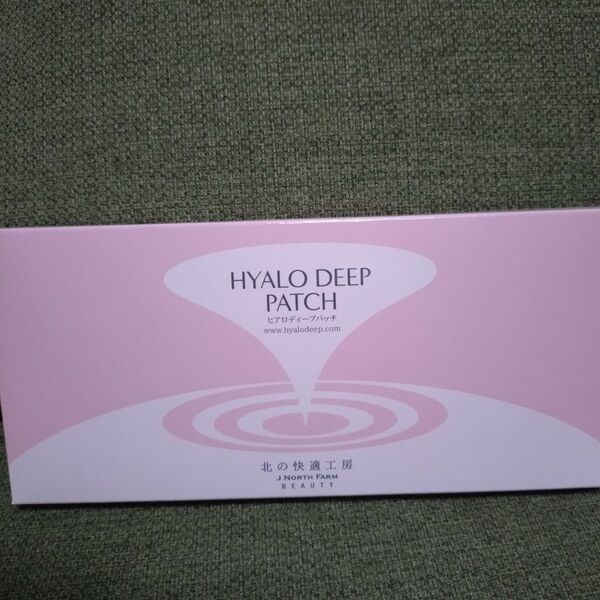 HYALO DEEP
PATCH
ヒアロディープパッチ
www.hyalodeep.com
北の快適工房
J NORTH FARM
BEAUTY